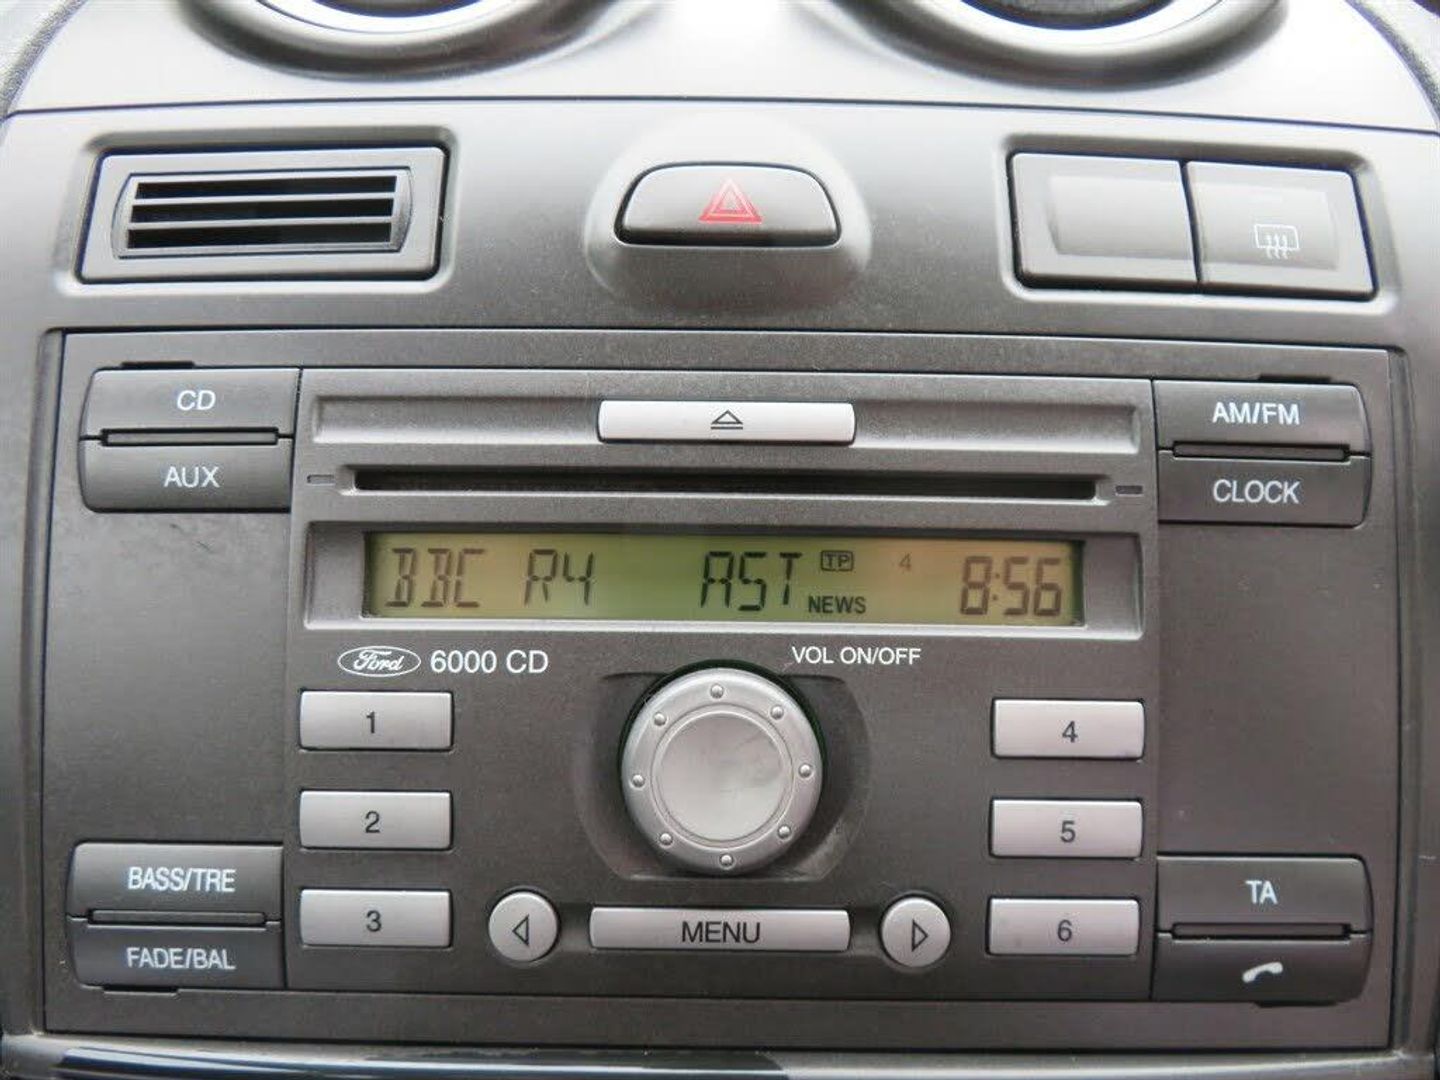 CD
AUX
AM/FM
CLOCK
BBC R4 AST TP NEWS 4 8:56
Ford 6000 CD
VOL ON/OFF
1
2
3
4
5
6
BASS/TRE
FADE/BAL
MENU
TA